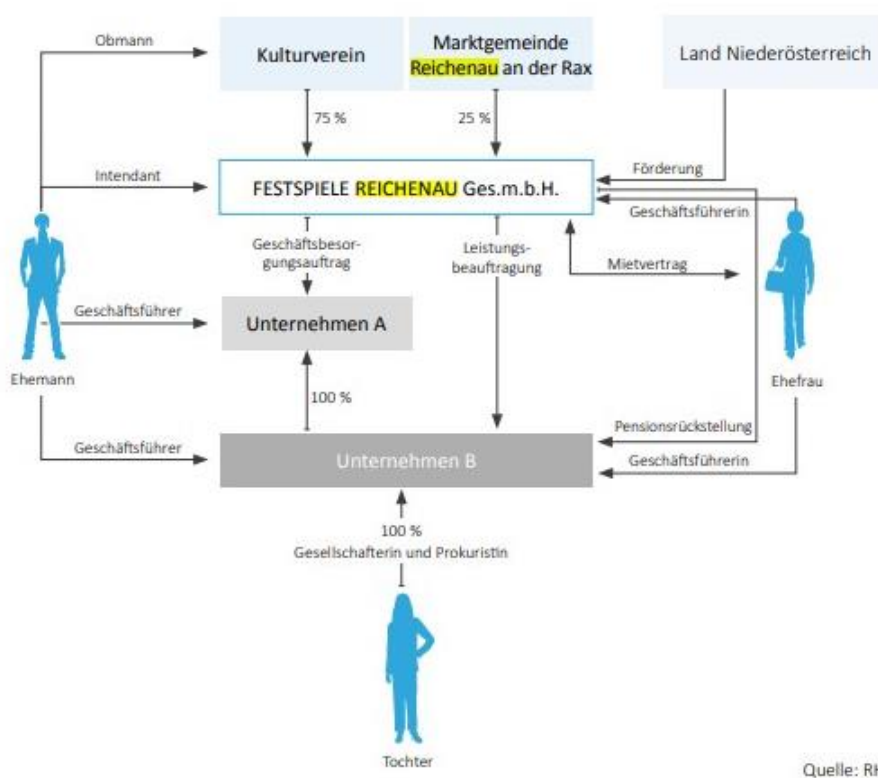 Obmann
Kulturverein
Marktgemeinde
Reichenau an der Rax
Land Niederösterreich
75 %
25 %
Intendant
FESTSPIELE REICHENAU Ges.m.b.H.
Förderung
Geschäftsführerin
Geschäftsbesor-
gungsauftrag
Leistungs-
beauftragung
Mietvertrag
Geschäftsführer
Unternehmen A
Ehemann
Ehefrau
100 %
Pensionsrückstellung
Geschäftsführer
Unternehmen B
Geschäftsführerin
100 %
Gesellschafterin und Prokuristin
Tochter
Quelle: